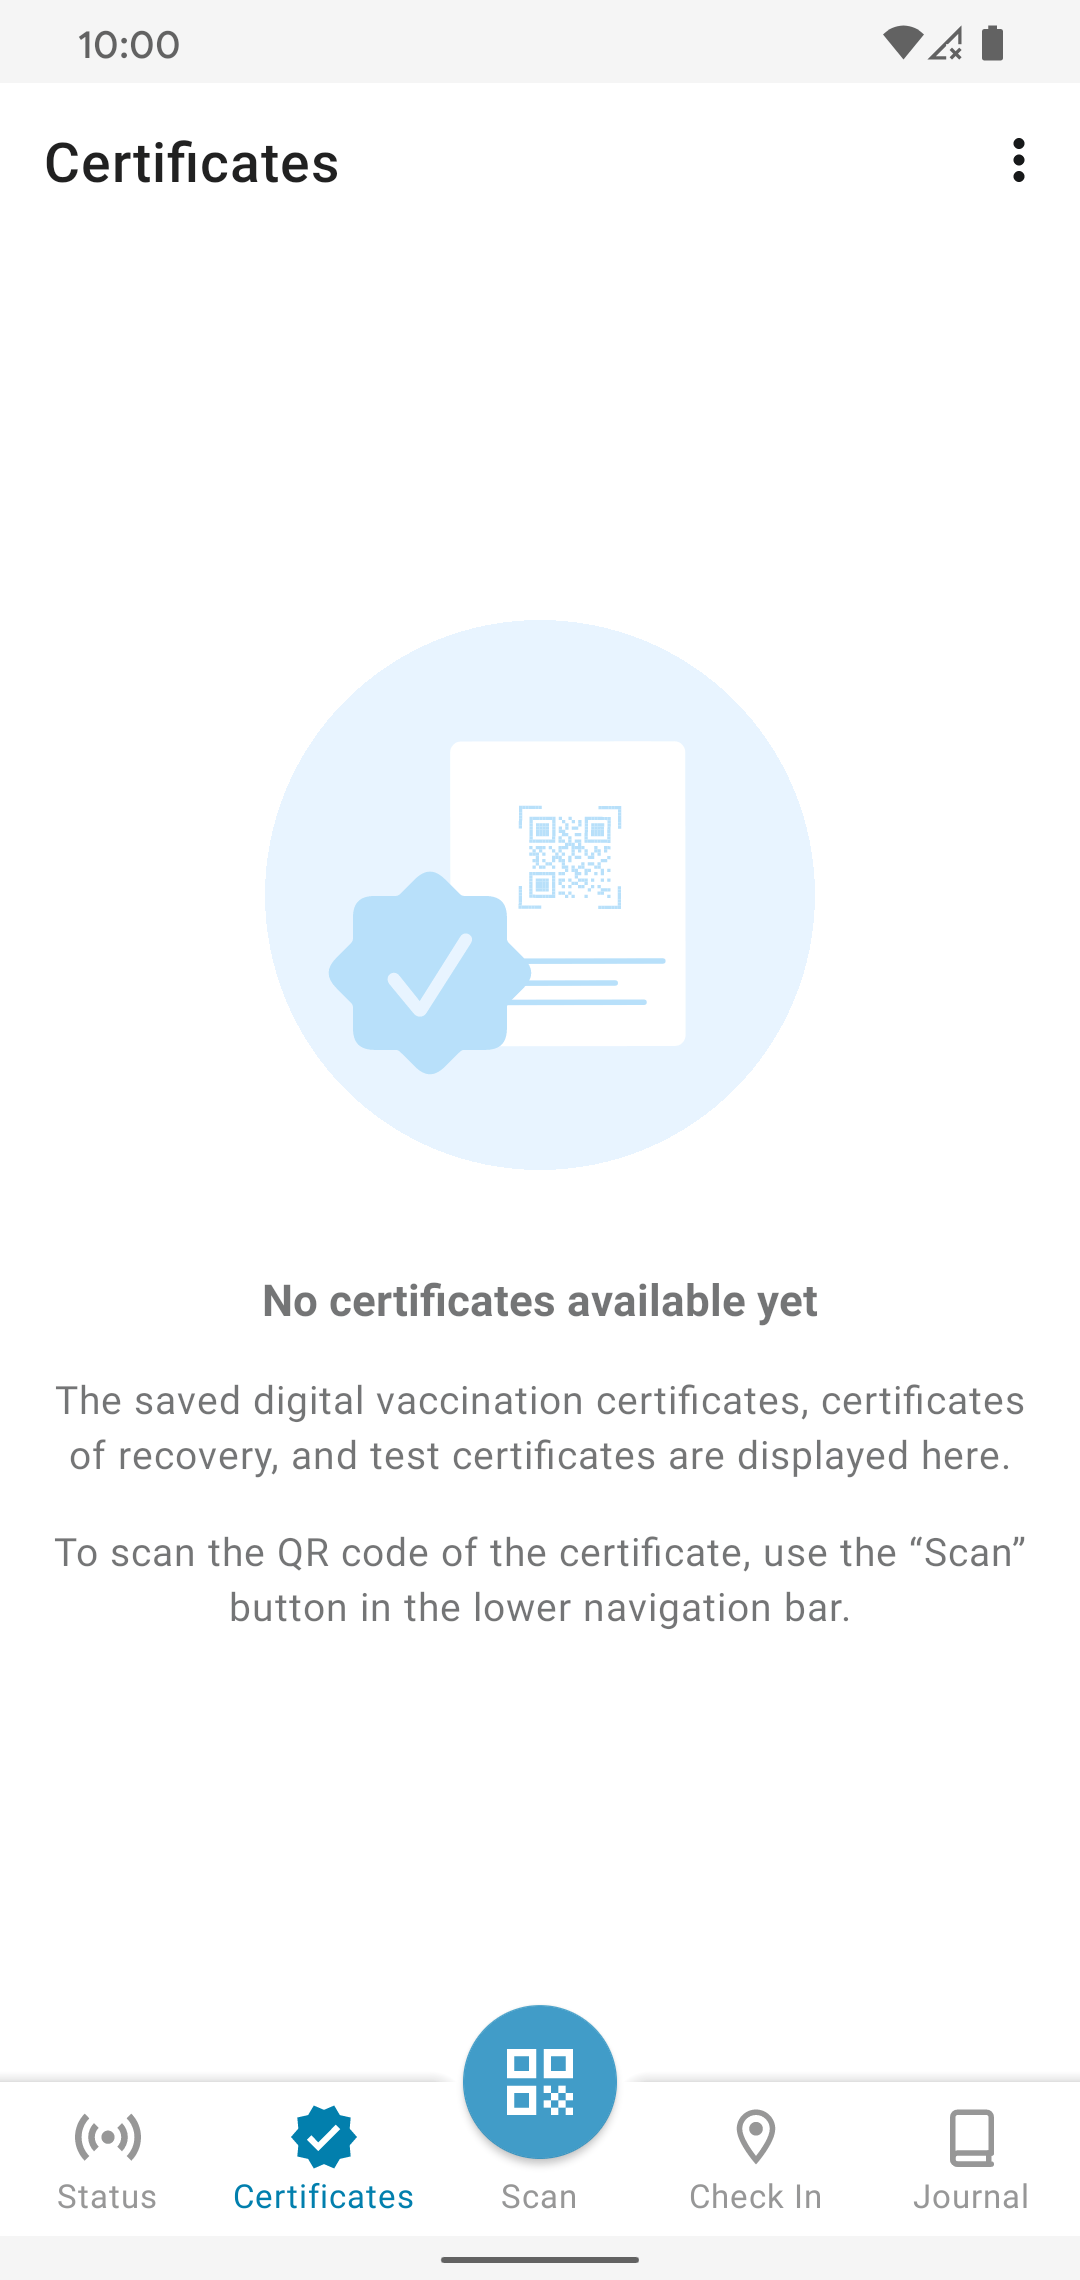 10:00
Certificates
No certificates available yet
The saved digital vaccination certificates, certificates
of recovery, and test certificates are displayed here.
To scan the QR code of the certificate, use the “Scan”
button in the lower navigation bar.
Status
Certificates
Scan
Check In
Journal